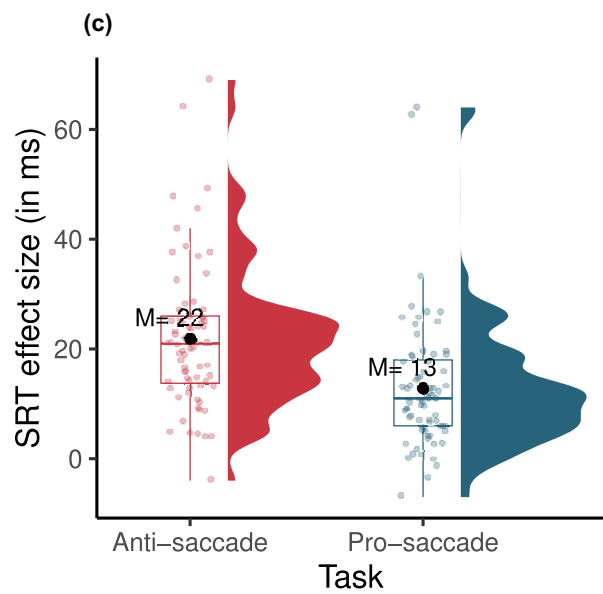 (c)
SRT effect size (in ms)
60
40
20
0
M= 22
M= 13
Anti−saccade
Pro−saccade
Task